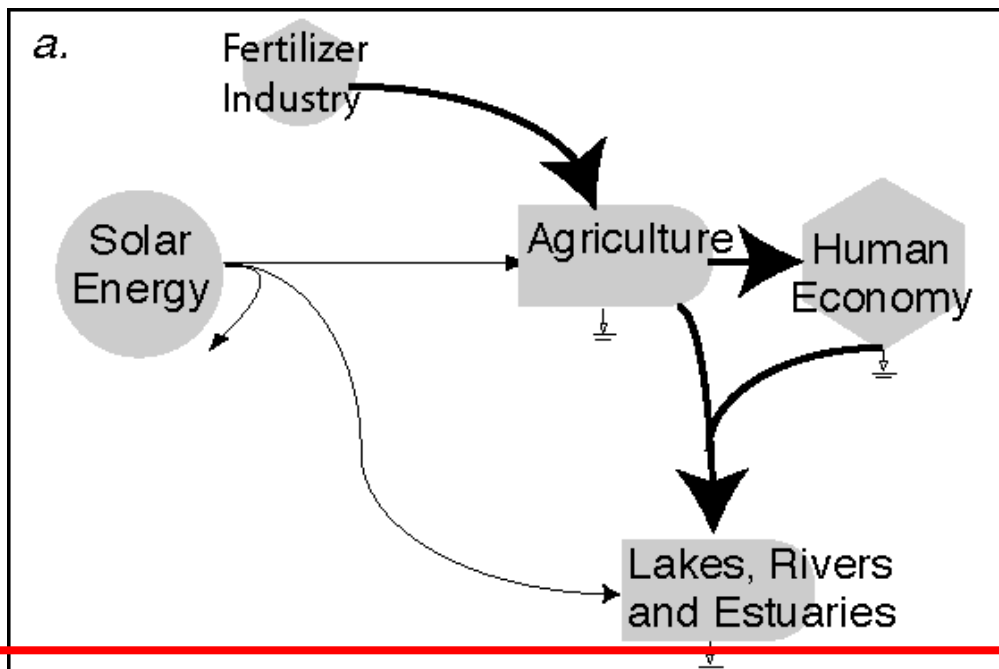 a.
Fertilizer
Industry
Solar
Energy
Agriculture
Human
Economy
Lakes, Rivers
and Estuaries